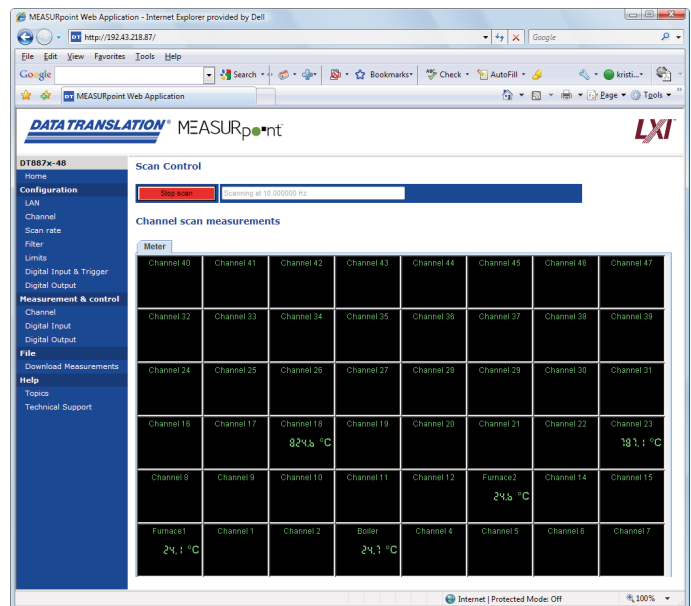 MEASURpoint Web Application - Internet Explorer provided by Dell
http://192.43.218.87/
Google
File Edit View Favorites Tools Help
Google Search Bookmarks Check AutoFill kristi...
MEASURpoint Web Application
Page Tools
DATA TRANSLATION® MEASURpoint
LXI
DT887x-48
Home
Configuration
LAN
Channel
Scan rate
Filter
Limits
Digital Input & Trigger
Digital Output
Measurement & control
Channel
Digital Input
Digital Output
File
Download Measurements
Help
Topics
Technical Support
Scan Control
Stop scan Scanning at 10.000000 Hz
Channel scan measurements
Meter
Channel 40 Channel 41 Channel 42 Channel 43 Channel 44 Channel 45 Channel 46 Channel 47
Channel 32 Channel 33 Channel 34 Channel 35 Channel 36 Channel 37 Channel 38 Channel 39
Channel 24 Channel 25 Channel 26 Channel 27 Channel 28 Channel 29 Channel 30 Channel 31
Channel 16 Channel 17 Channel 18 Channel 19 Channel 20 Channel 21 Channel 22 Channel 23
824.6 °C 787.1 °C
Channel 8 Channel 9 Channel 10 Channel 11 Channel 12 Furnace2 Channel 14 Channel 15
24.6 °C
Furnace1 Channel 1 Channel 2 Boiler Channel 4 Channel 5 Channel 6 Channel 7
24.1 °C 24.7 °C
Internet | Protected Mode: Off 100%